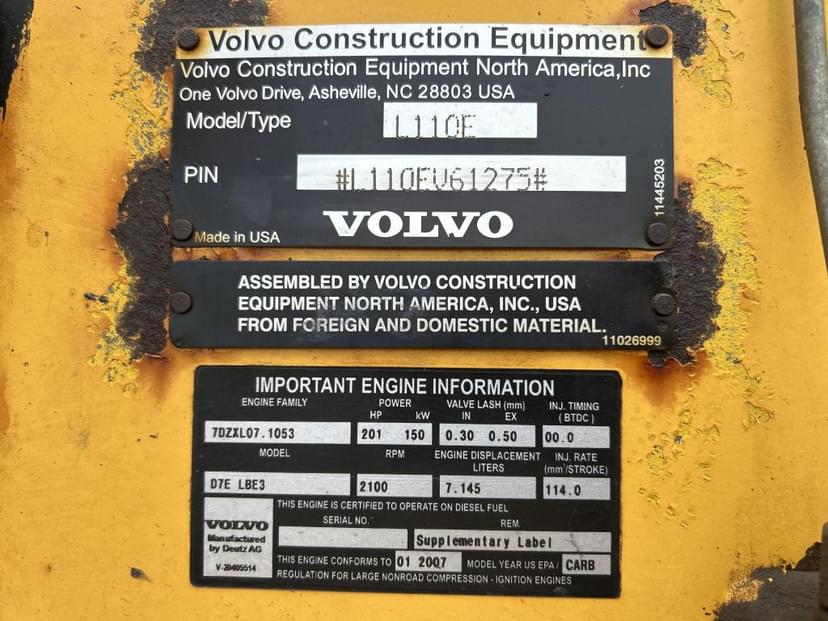 Volvo Construction Equipment
Volvo Construction Equipment North America,Inc
One Volvo Drive, Asheville, NC 28803 USA
Model/Type L110E
PIN #L110EV61275#
11445203
Made in USA VOLVO
ASSEMBLED BY VOLVO CONSTRUCTION
EQUIPMENT NORTH AMERICA, INC., USA
FROM FOREIGN AND DOMESTIC MATERIAL.
11026999
IMPORTANT ENGINE INFORMATION
ENGINE FAMILY POWER VALVE LASH (mm) INJ. TIMING
HP kW IN EX (BTDC)
7DZXL07.1053 201 150 0.30 0.50 00.0
MODEL RPM ENGINE DISPLACEMENT INJ. RATE
LITERS (mm³/STROKE)
D7E LBE3 2100 7.145 114.0
THIS ENGINE IS CERTIFIED TO OPERATE ON DIESEL FUEL
SERIAL NO. REM.
Supplementary Label
VOLVO
Manufactured
by Deutz AG
V-20405514
THIS ENGINE CONFORMS TO 01 2007 MODEL YEAR US EPA / CARB
REGULATION FOR LARGE NONROAD COMPRESSION - IGNITION ENGINES